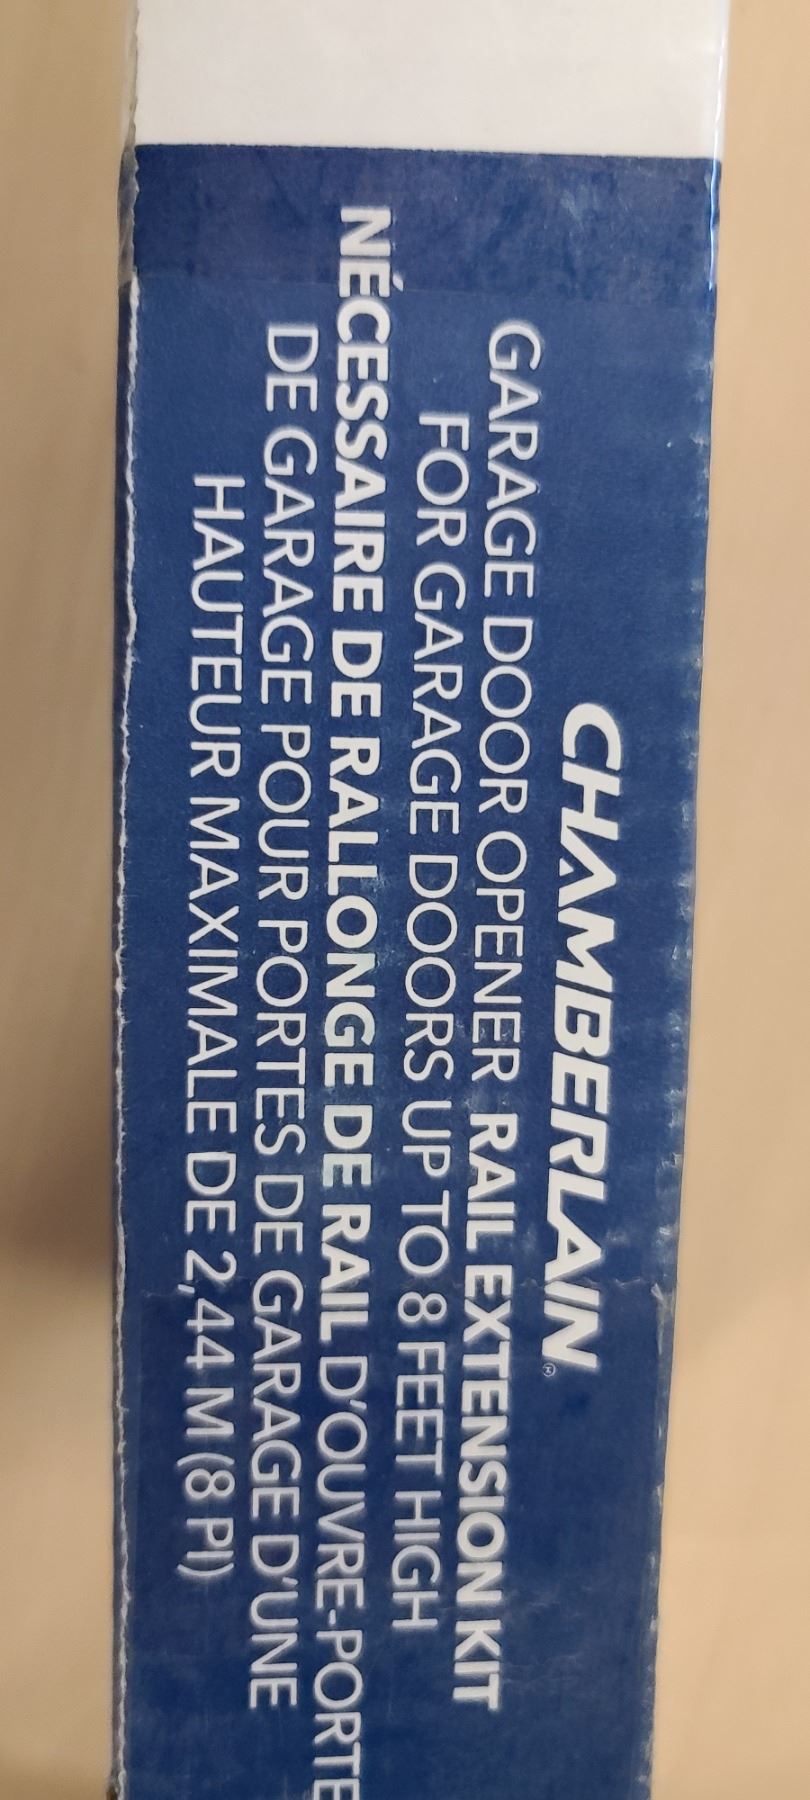 CHAMBERLAIN®
GARAGE DOOR OPENER RAIL EXTENSION KIT
FOR GARAGE DOORS UP TO 8 FEET HIGH
NÉCESSAIRE DE RALLONGE DE RAIL D'OUVRE-PORTE
DE GARAGE POUR PORTES DE GARAGE D'UNE
HAUTEUR MAXIMALE DE 2,44 M (8 PI)